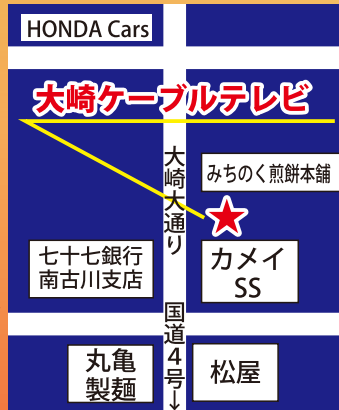 HONDA Cars
大崎ケーブルテレビ
大崎大通り
みちのく煎餅本舗
七十七銀行
南古川支店
カメイ
SS
国道4号↓
丸亀
製麺
松屋